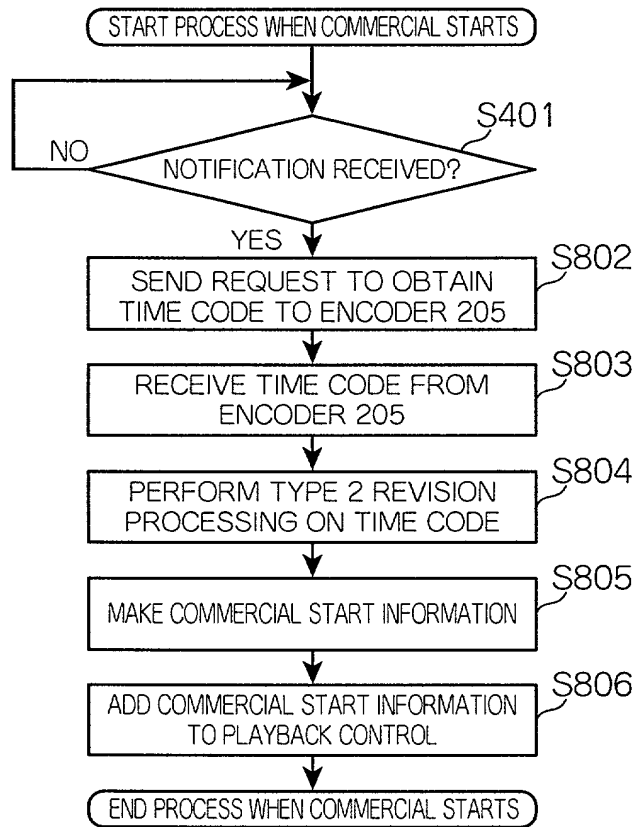 START PROCESS WHEN COMMERCIAL STARTS
S401
NO
NOTIFICATION RECEIVED?
YES
S802
SEND REQUEST TO OBTAIN
TIME CODE TO ENCODER 205
S803
RECEIVE TIME CODE FROM
ENCODER 205
S804
PERFORM TYPE 2 REVISION
PROCESSING ON TIME CODE
S805
MAKE COMMERCIAL START INFORMATION
S806
ADD COMMERCIAL START INFORMATION
TO PLAYBACK CONTROL
END PROCESS WHEN COMMERCIAL STARTS